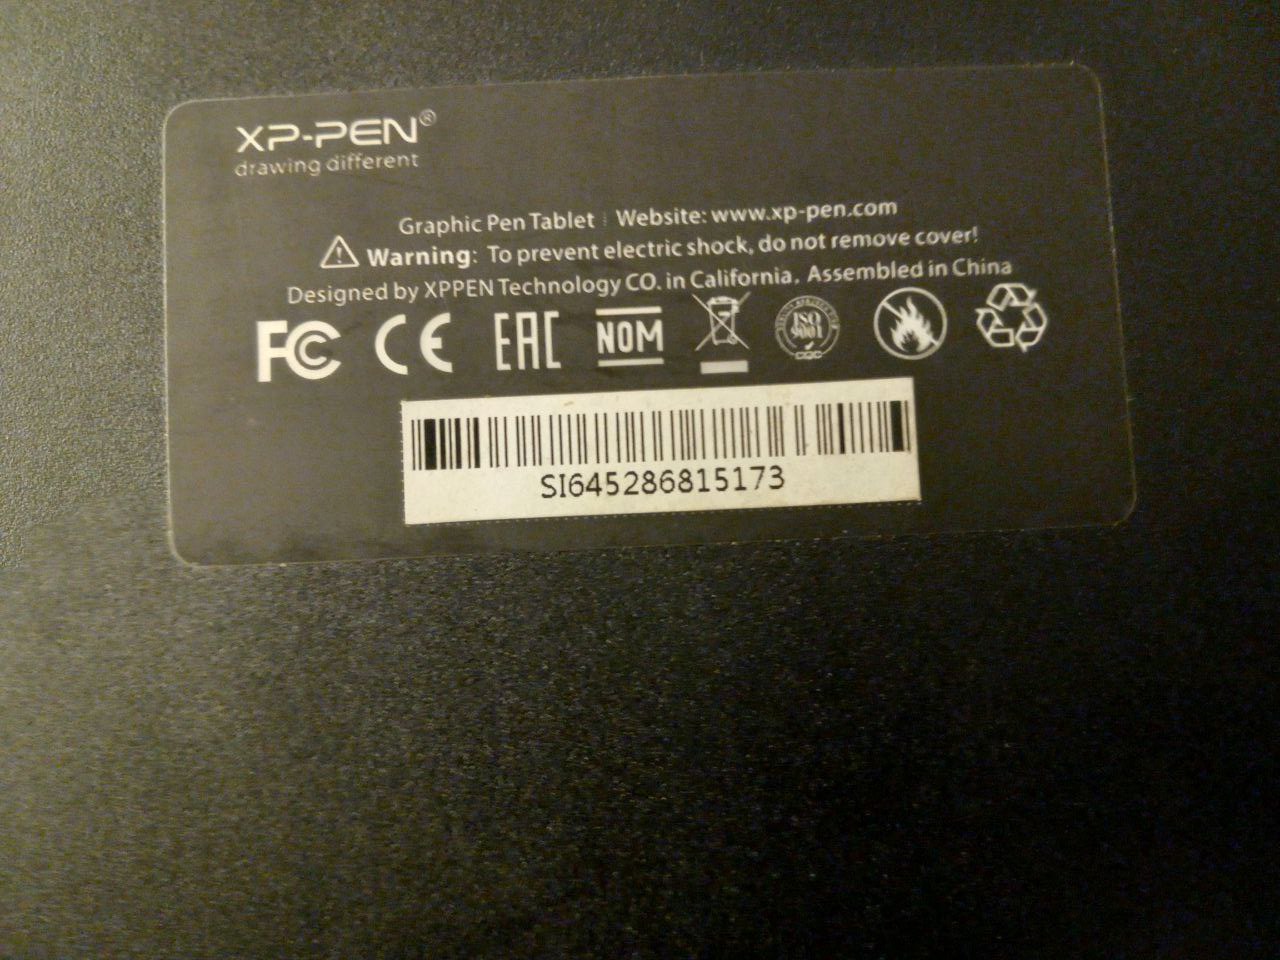 XP-PEN®
drawing different
Graphic Pen Tablet | Website: www.xp-pen.com
Warning: To prevent electric shock, do not remove cover!
Designed by XPPEN Technology CO. in California, Assembled in China
FC CE EAC NOM ISO 9001
SI645286815173